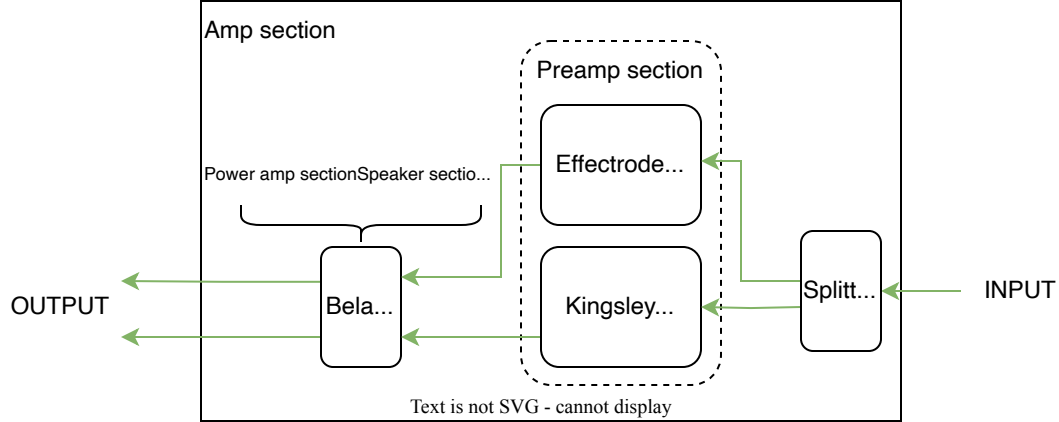 Amp section
Preamp section
Effectrode...
Power amp sectionSpeaker sectio...
Splitt...
INPUT
Kingsley...
Bela...
OUTPUT
Text is not SVG - cannot display